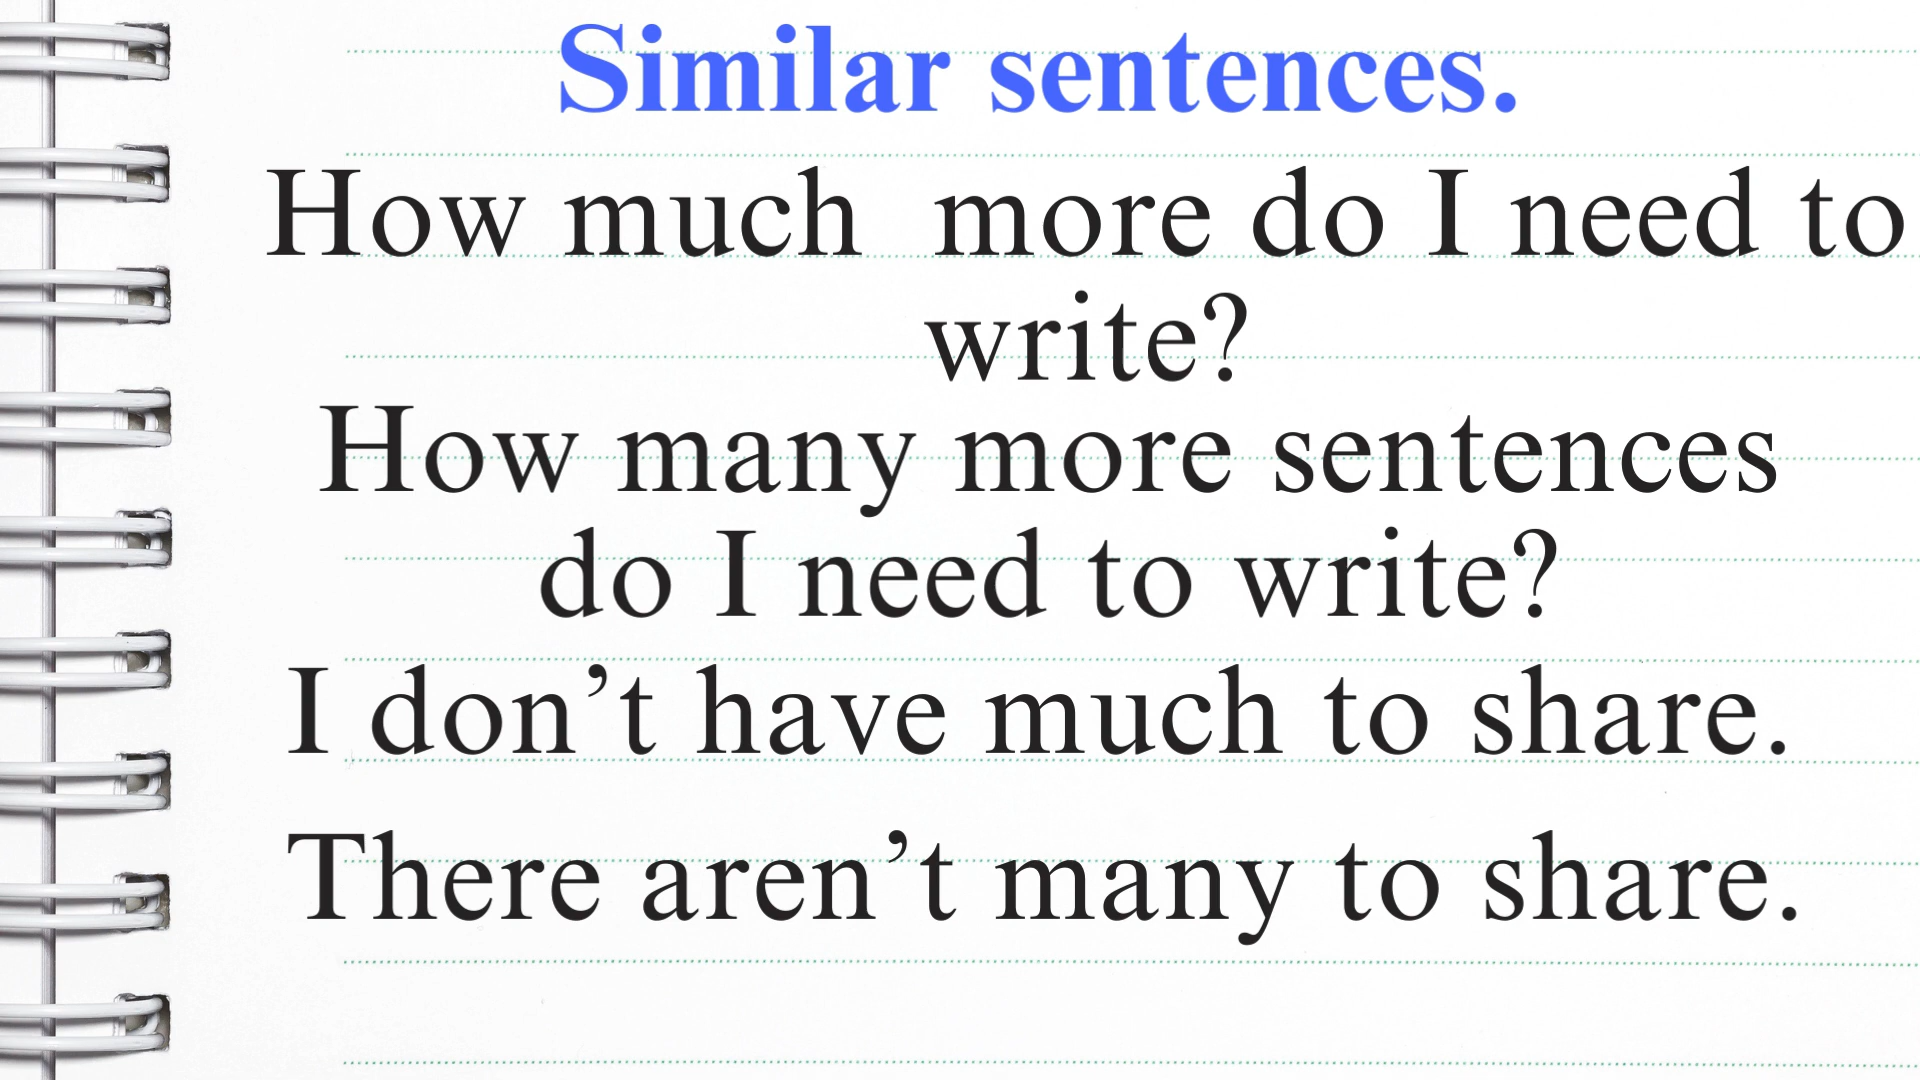 Similar sentences.
How much  more do I need to
write?
How many more sentences
do I need to write?
I don’t have much to share.
There aren’t many to share.